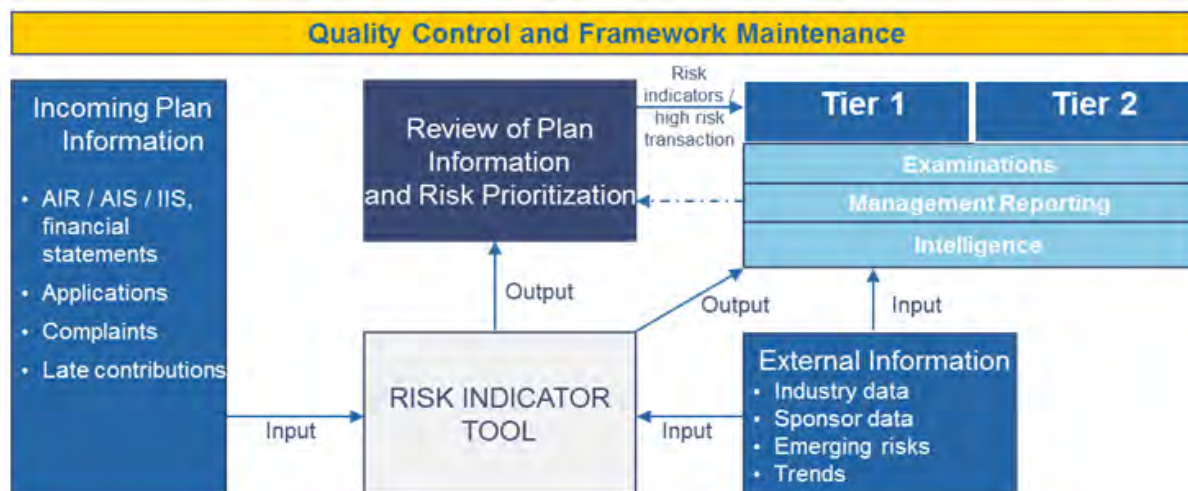 Quality Control and Framework Maintenance
Incoming Plan
Information
• AIR / AIS / IIS,
financial
statements
• Applications
• Complaints
• Late contributions
Review of Plan
Information
and Risk Prioritization
Risk
indicators /
high risk
transaction
Tier 1
Tier 2
Examinations
Management Reporting
Intelligence
Output
Output
Input
Input
RISK INDICATOR
TOOL
Input
External Information
• Industry data
• Sponsor data
• Emerging risks
• Trends